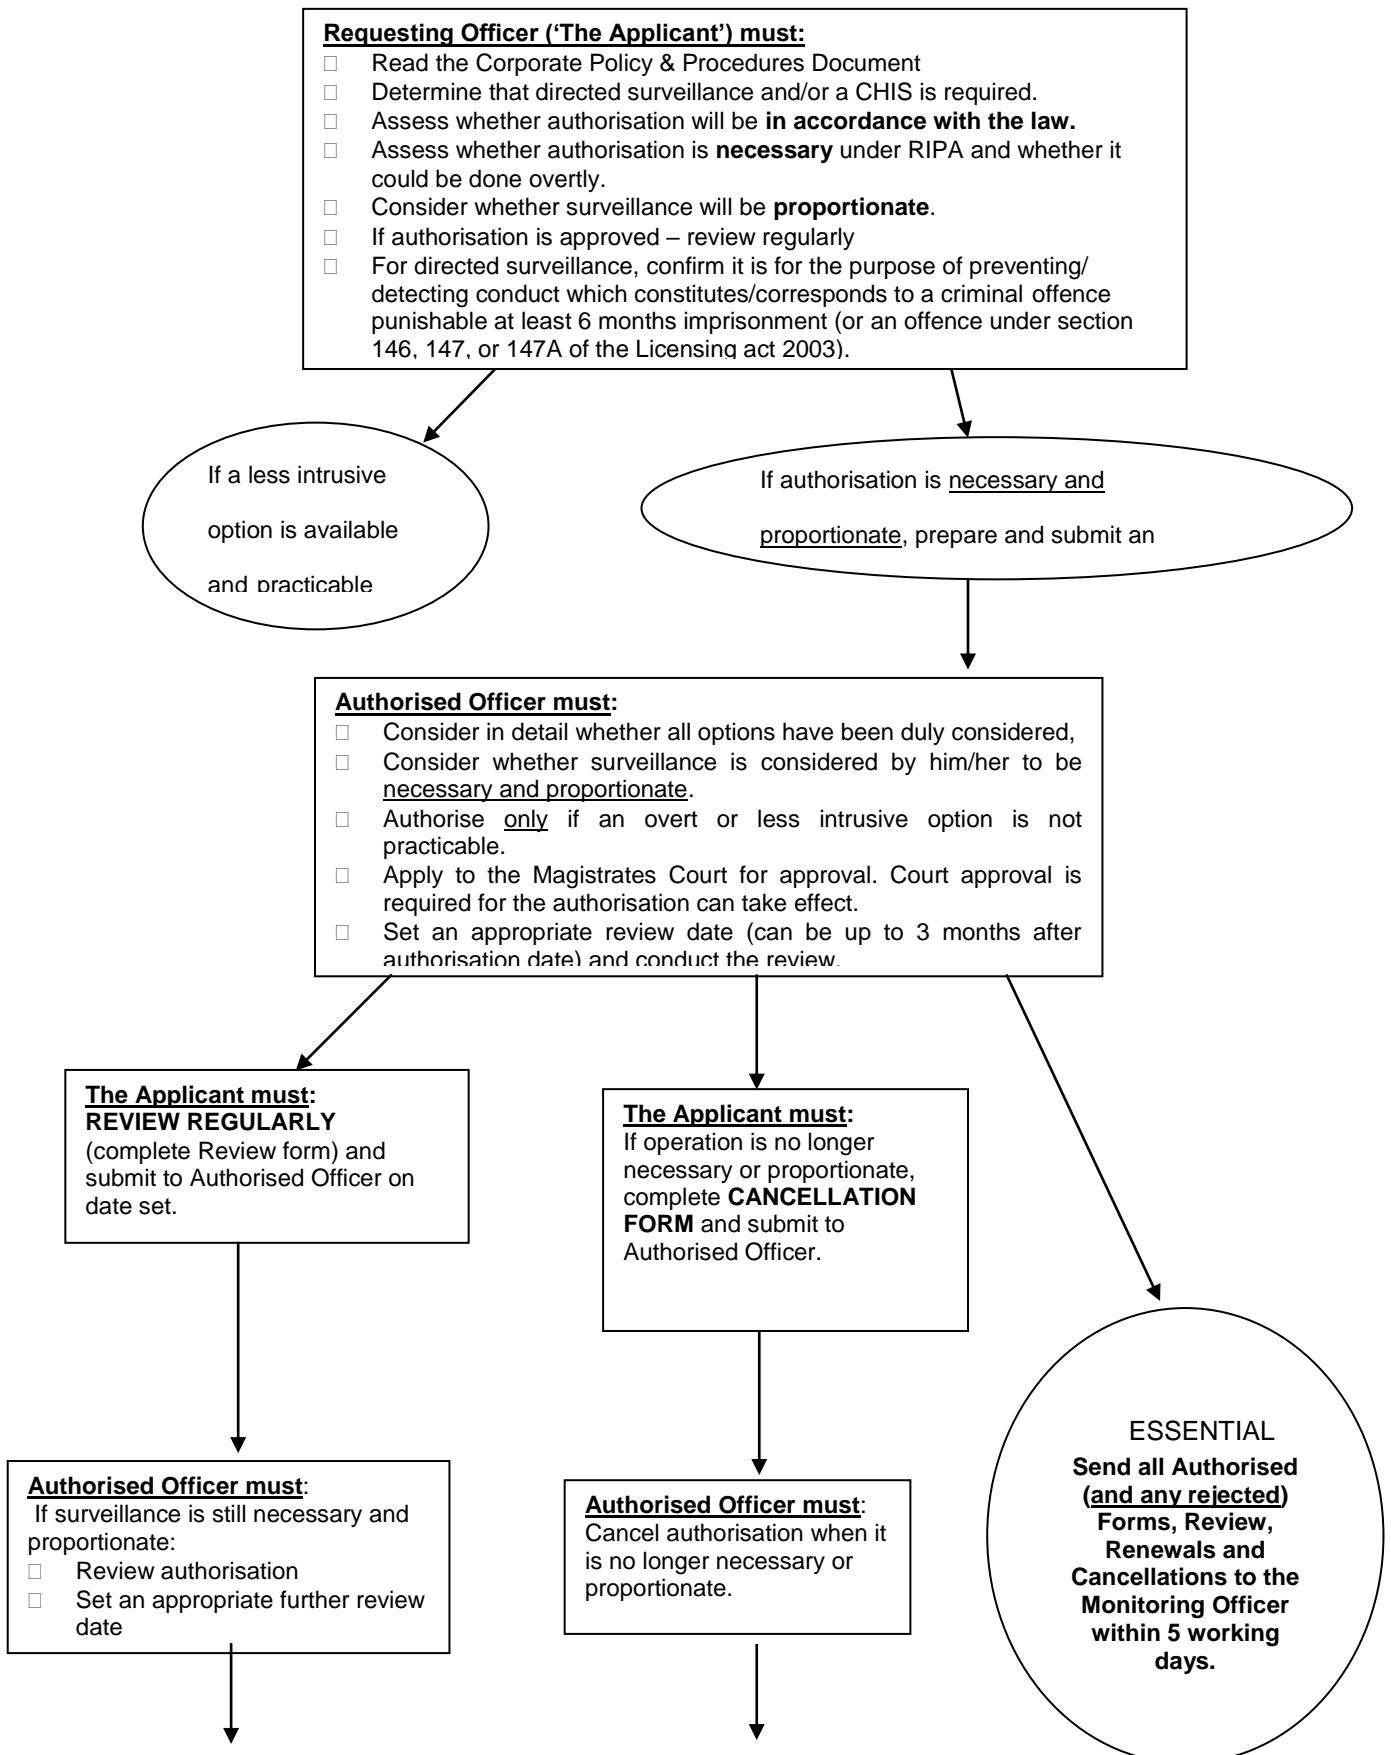 Requesting Officer (‘The Applicant’) must:
□ Read the Corporate Policy & Procedures Document
□ Determine that directed surveillance and/or a CHIS is required.
□ Assess whether authorisation will be in accordance with the law.
□ Assess whether authorisation is necessary under RIPA and whether it
could be done overtly.
□ Consider whether surveillance will be proportionate.
□ If authorisation is approved – review regularly
□ For directed surveillance, confirm it is for the purpose of preventing/
detecting conduct which constitutes/corresponds to a criminal offence
punishable at least 6 months imprisonment (or an offence under section
146, 147, or 147A of the Licensing act 2003).
If a less intrusive
option is available
and practicable
If authorisation is necessary and
proportionate, prepare and submit an
Authorised Officer must:
□ Consider in detail whether all options have been duly considered,
□ Consider whether surveillance is considered by him/her to be
necessary and proportionate.
□ Authorise only if an overt or less intrusive option is not
practicable.
□ Apply to the Magistrates Court for approval. Court approval is
required for the authorisation can take effect.
□ Set an appropriate review date (can be up to 3 months after
authorisation date) and conduct the review.
The Applicant must:
REVIEW REGULARLY
(complete Review form) and
submit to Authorised Officer on
date set.
The Applicant must:
If operation is no longer
necessary or proportionate,
complete CANCELLATION
FORM and submit to
Authorised Officer.
Authorised Officer must:
If surveillance is still necessary and
proportionate:
□ Review authorisation
□ Set an appropriate further review
date
Authorised Officer must:
Cancel authorisation when it
is no longer necessary or
proportionate.
ESSENTIAL
Send all Authorised
(and any rejected)
Forms, Review,
Renewals and
Cancellations to the
Monitoring Officer
within 5 working
days.